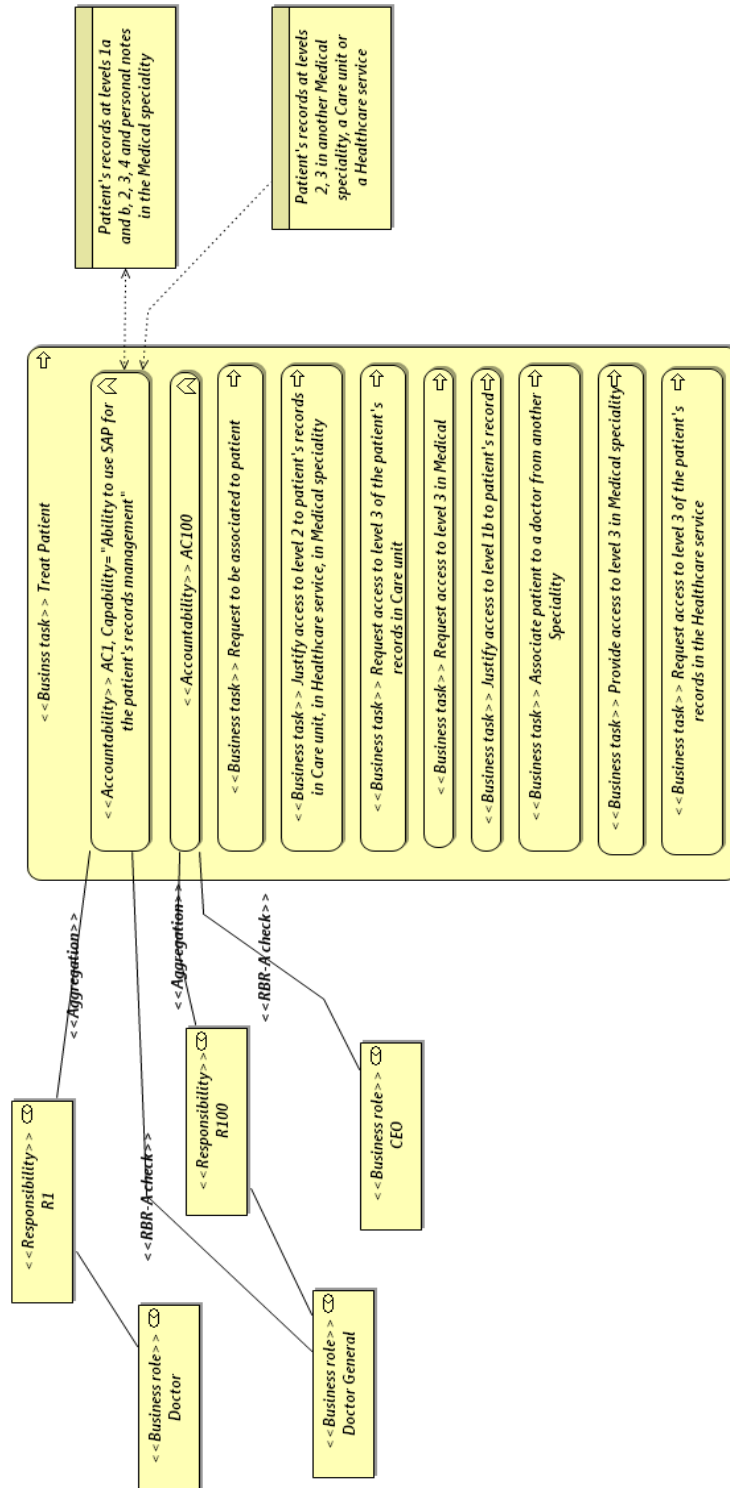 Patient's records at levels 1a
and b, 2, 3, 4 and personal notes
in the Medical speciality
Patient's records at levels
2, 3 in another Medical
speciality, a Care unit or
a Healthcare service
<<Businss task>> Treat Patient
<<Accountability>> AC1, Capability="Ability to use SAP for
the patient's records management"
<<Accountability>> AC100
<<Business task>> Request to be associated to patient
<<Business task>> Justify access to level 2 to patient's records
in Care unit, in Healthcare service, in Medical speciality
<<Business task>> Request access to level 3 of the patient's
records in Care unit
<<Business task>> Request access to level 3 in Medical
<<Business task>> Justify access to level 1b to patient's record
<<Business task>> Associate patient to a doctor from another
Speciality
<<Business task>> Provide access to level 3 in Medical speciality
<<Business task>> Request access to level 3 of the patient's
records in the Healthcare service
<<Aggregation>>
<<RBR-A check>>
<<Aggregation>>
<<RBR-A check>>
<<Responsibility>>
R1
<<Responsibility>>
R100
<<Business role>>
CEO
<<Business role>>
Doctor
<<Business role>>
Doctor General